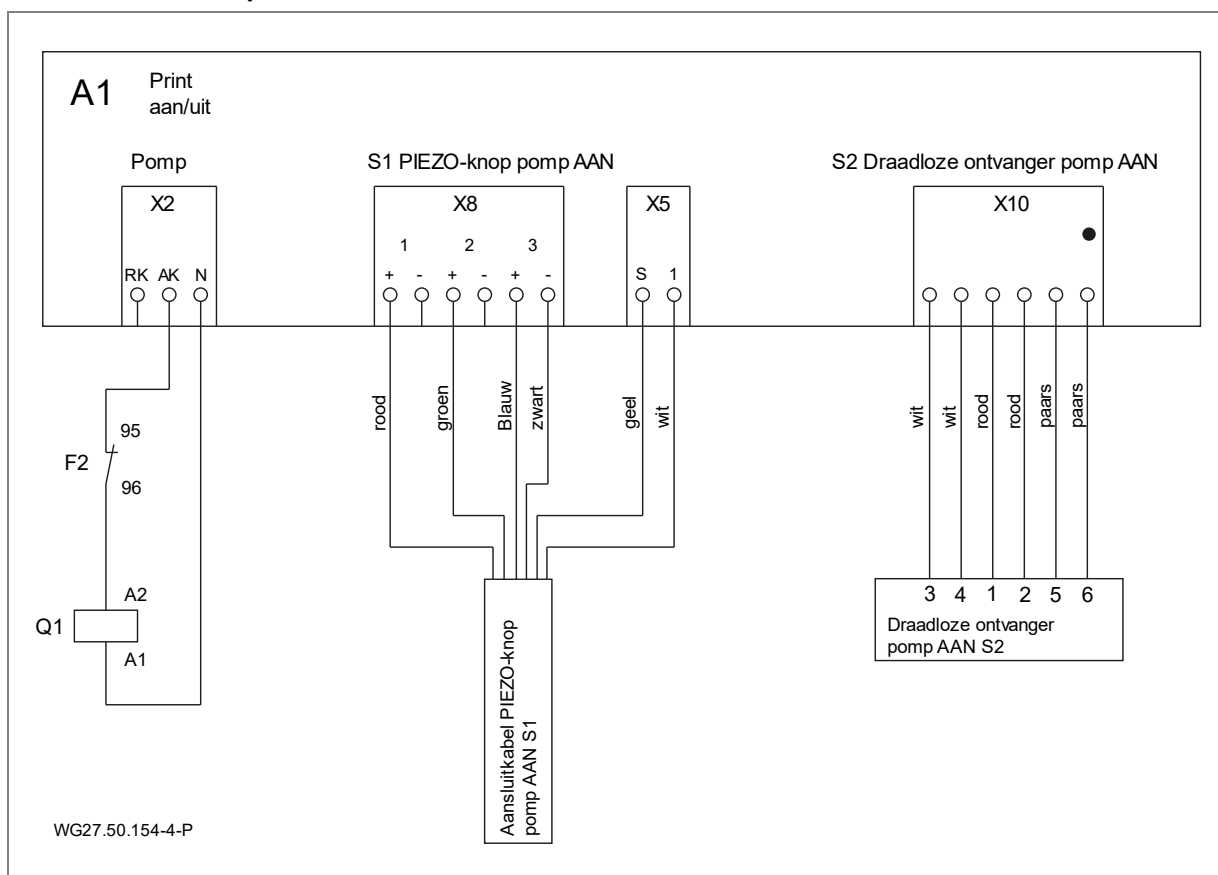 A1
Print
aan/uit
Pomp
S1 PIEZO-knop pomp AAN
S2 Draadloze ontvanger pomp AAN
X2
X8
X5
X10
1 2 3
RK AK N
+ - + - + -
S 1
rood
groen
Blauw
zwart
geel
wit
wit
wit
rood
rood
paars
paars
95
F2
96
A2
Q1
A1
3 4 1 2 5 6
Draadloze ontvanger
pomp AAN S2
Aansluitkabel PIEZO-knop
pomp AAN S1
WG27.50.154-4-P